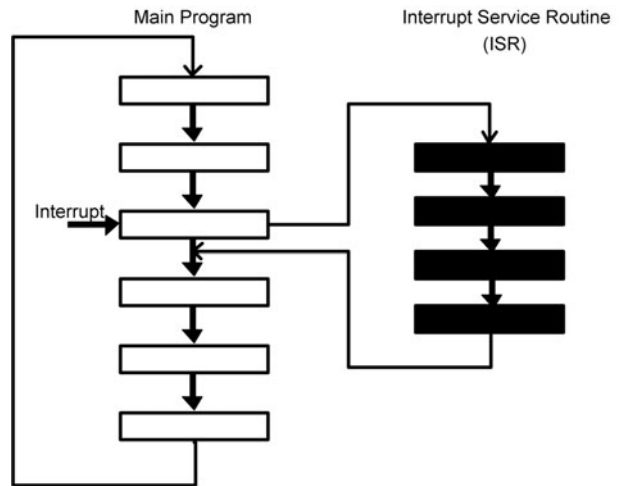 Main Program
Interrupt Service Routine
(ISR)
Interrupt